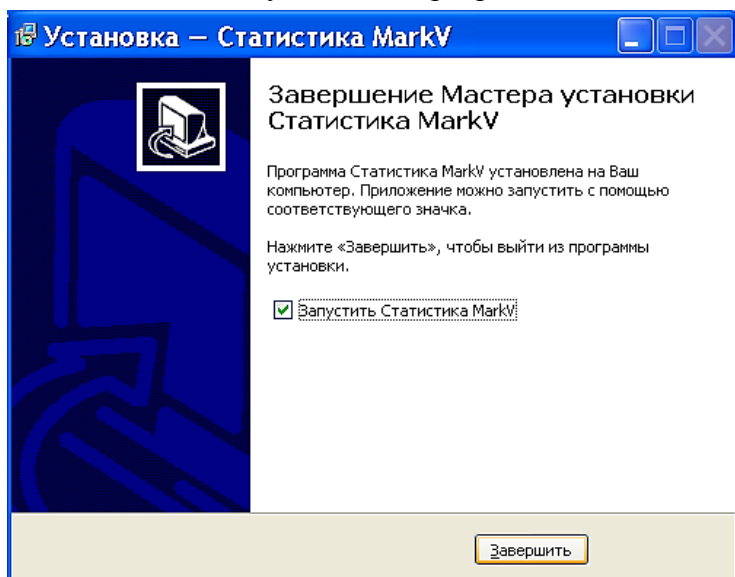 Установка — Статистика MarkV
Завершение Мастера установки
Статистика MarkV
Программа Статистика MarkV установлена на Ваш
компьютер. Приложение можно запустить с помощью
соответствующего значка.
Нажмите «Завершить», чтобы выйти из программы
установки.
Запустить Статистика MarkV
Завершить